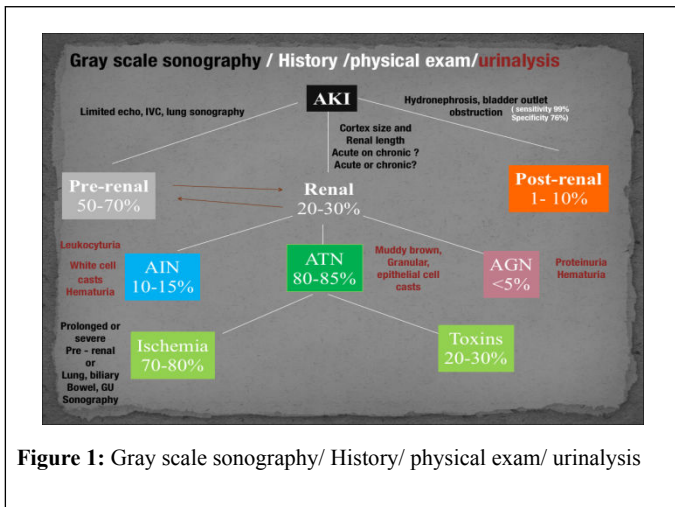 Gray scale sonography / History /physical exam/urinalysis
AKI
Limited echo, IVC, lung sonography
Hydronephrosis, bladder outlet
obstruction ( sensitivity 99%
Specificity 76%)
Cortex size and
Renal length
Acute on chronic ?
Acute or chronic?
Pre-renal
50-70%
Renal
20-30%
Post-renal
1- 10%
Leukocyturia
White cell
casts
Hematuria
AIN
10-15%
ATN
80-85%
Muddy brown,
Granular,
epithelial cell
casts
AGN
<5%
Proteinuria
Hematuria
Prolonged or
severe
Pre - renal
or
Lung, biliary
Bowel, GU
Sonography
Ischemia
70-80%
Toxins
20-30%
Figure 1: Gray scale sonography/ History/ physical exam/ urinalysis